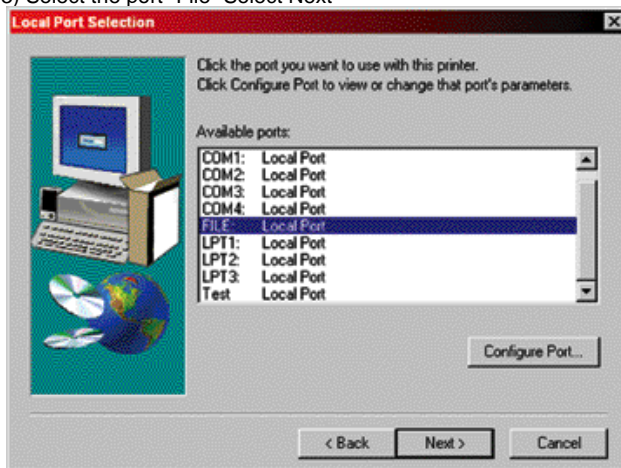 Select the port "File" Select Next
Local Port Selection
Click the port you want to use with this printer.
Click Configure Port to view or change that port's parameters.
Available ports:
COM1: Local Port
COM2: Local Port
COM3: Local Port
COM4: Local Port
FILE: Local Port
LPT1: Local Port
LPT2: Local Port
LPT3: Local Port
Test Local Port
Configure Port...
< Back Next > Cancel